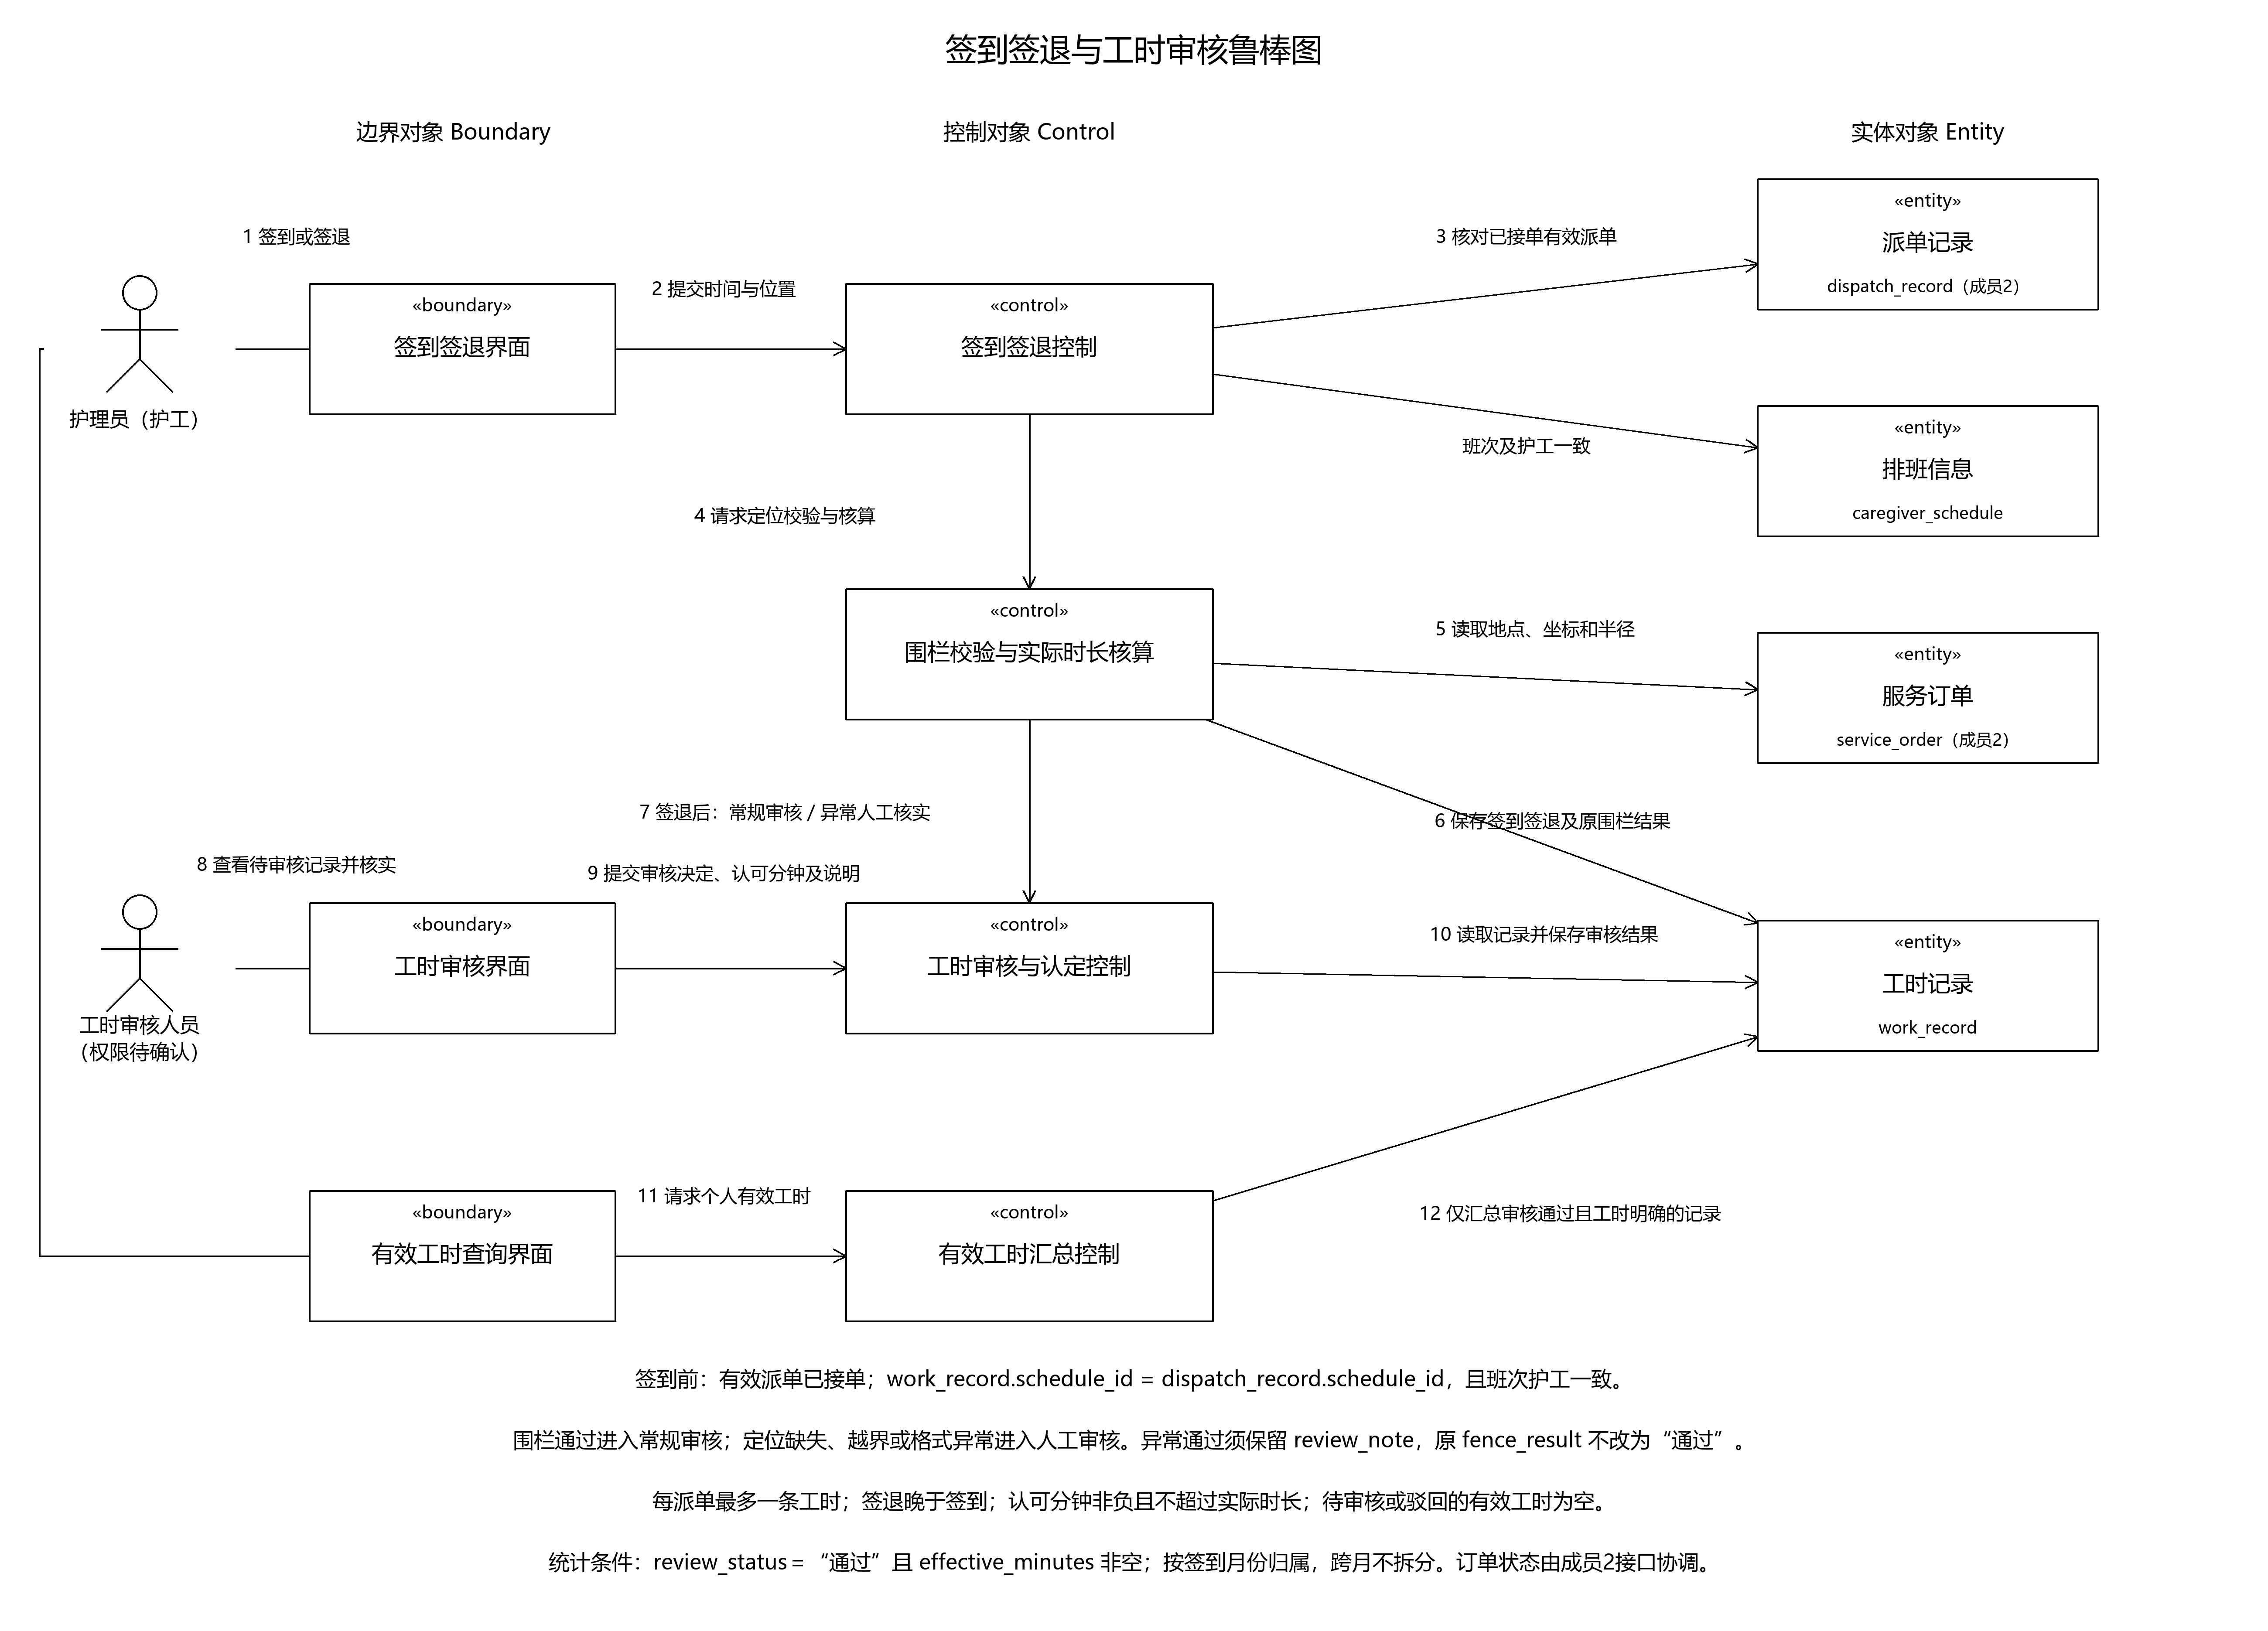 签到签退与工时审核鲁棒图
边界对象 Boundary
控制对象 Control
实体对象 Entity
«entity»
派单记录
dispatch_record（成员2）
1 签到或签退
3 核对已接单有效派单
2 提交时间与位置
«boundary»
签到签退界面
«control»
签到签退控制
护理员（护工）
班次及护工一致
«entity»
排班信息
caregiver_schedule
4 请求定位校验与核算
«control»
围栏校验与实际时长核算
5 读取地点、坐标和半径
«entity»
服务订单
service_order（成员2）
7 签退后：常规审核 / 异常人工核实
6 保存签到签退及原围栏结果
8 查看待审核记录并核实
9 提交审核决定、认可分钟及说明
«boundary»
工时审核界面
«control»
工时审核与认定控制
10 读取记录并保存审核结果
«entity»
工时记录
work_record
工时审核人员
（权限待确认）
11 请求个人有效工时
«boundary»
有效工时查询界面
«control»
有效工时汇总控制
12 仅汇总审核通过且工时明确的记录
签到前：有效派单已接单；work_record.schedule_id = dispatch_record.schedule_id，且班次护工一致。
围栏通过进入常规审核；定位缺失、越界或格式异常进入人工审核。异常通过须保留 review_note，原 fence_result 不改为“通过”。
每派单最多一条工时；签退晚于签到；认可分钟非负且不超过实际时长；待审核或驳回的有效工时为空。
统计条件：review_status＝“通过”且 effective_minutes 非空；按签到月份归属，跨月不拆分。订单状态由成员2接口协调。